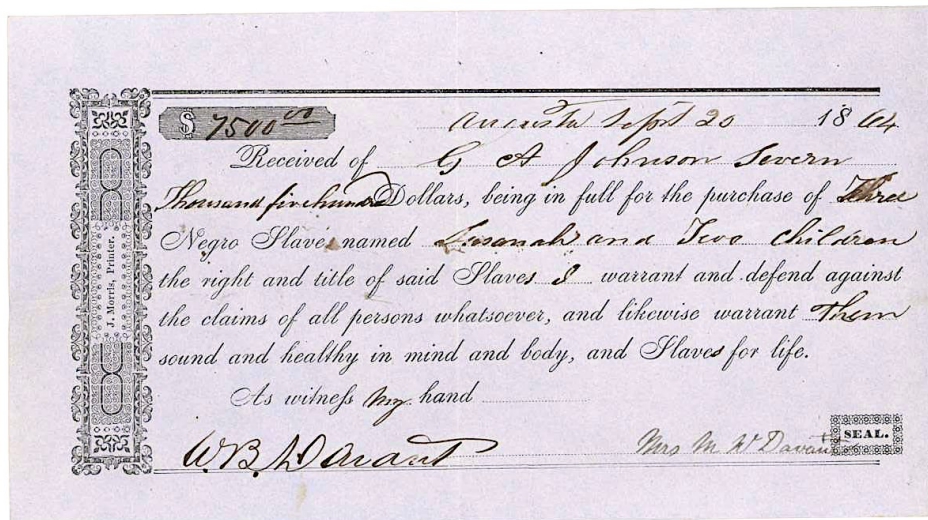 $ 7500 00
Augusta Sept 20 1864
Received of G A Johnson Severn
Thousand five hund Dollars, being in full for the purchase of Three
Negro Slaves named Susanah and Two Children
the right and title of said Slaves I warrant and defend against
the claims of all persons whatsoever, and likewise warrant Them
sound and healthy in mind and body, and Slaves for life.
As witness my hand
W. B. Davant
Mrs M W Davant
SEAL.
J. Morris, Printer.